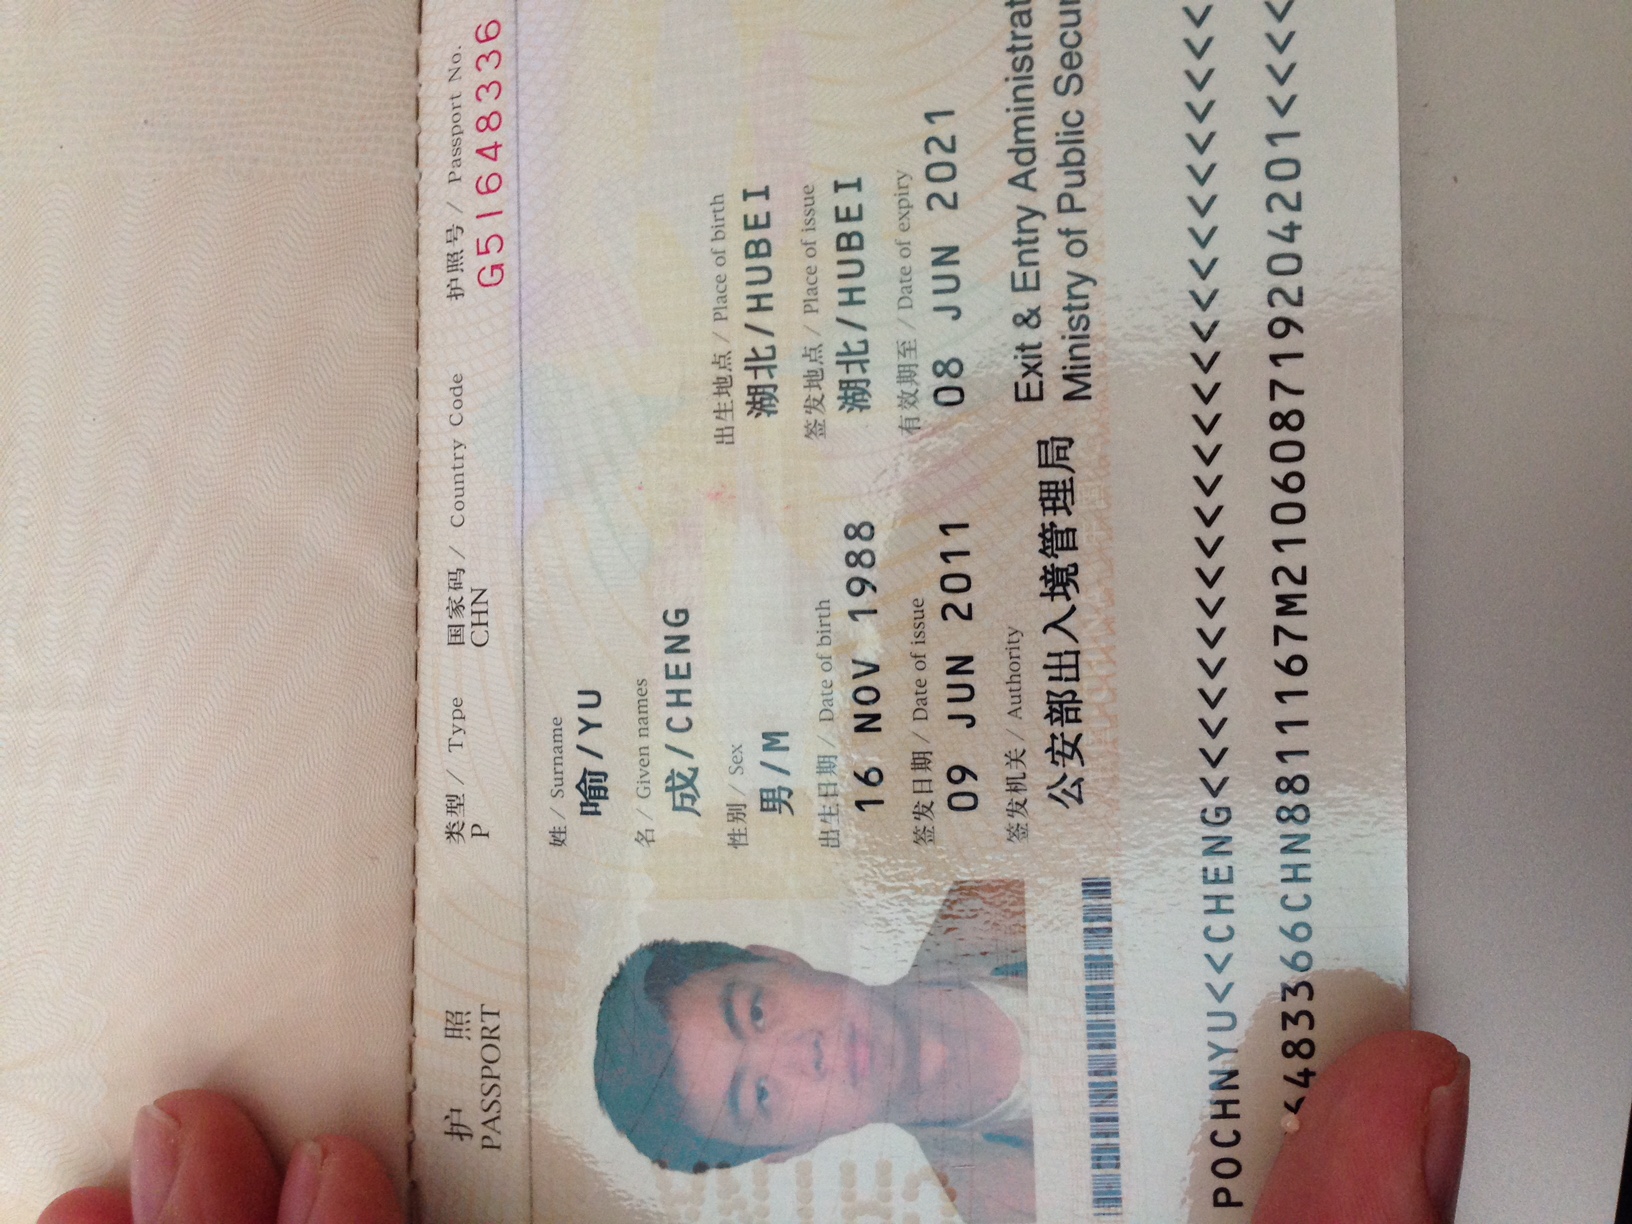 护 照 类型 / Type 国家码 / Country Code 护照号 / Passport No.
PASSPORT P CHN G51648336
姓 / Surname
喻/YU
名 / Given names
成/CHENG
性别 / Sex 出生地点 / Place of birth
男/M 湖北/HUBEI
出生日期 / Date of birth 签发地点 / Place of issue
16 NOV 1988 湖北/HUBEI
签发日期 / Date of issue 有效期至 / Date of expiry
09 JUN 2011 08 JUN 2021
签发机关 / Authority
公安部出入境管理局 Exit & Entry Administrat
Ministry of Public Secur
POCHNYU<<CHENG<<<<<<<<<<<<<<<<<<<<<<<<<<
6483366CHN8811167M210608719204201<<<<